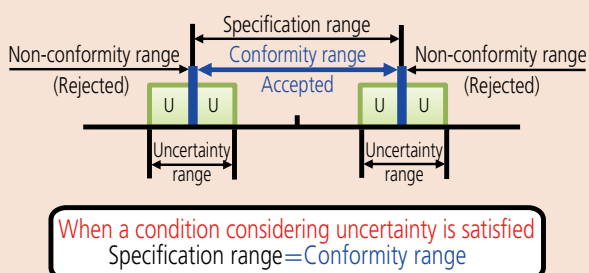 Specification range
Non-conformity range
(Rejected)
Conformity range
Accepted
Non-conformity range
(Rejected)
U U
U U
Uncertainty
range
Uncertainty
range
When a condition considering uncertainty is satisfied
Specification range=Conformity range